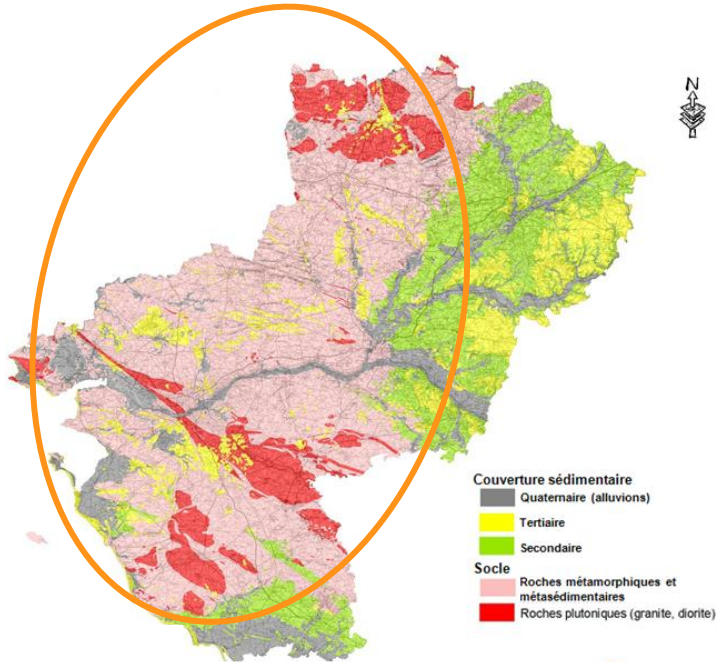 N
Couverture sédimentaire
Quaternaire (alluvions)
Tertiaire
Secondaire
Socle
Roches métamorphiques et
métasédimentaires
Roches plutoniques (granite, diorite)